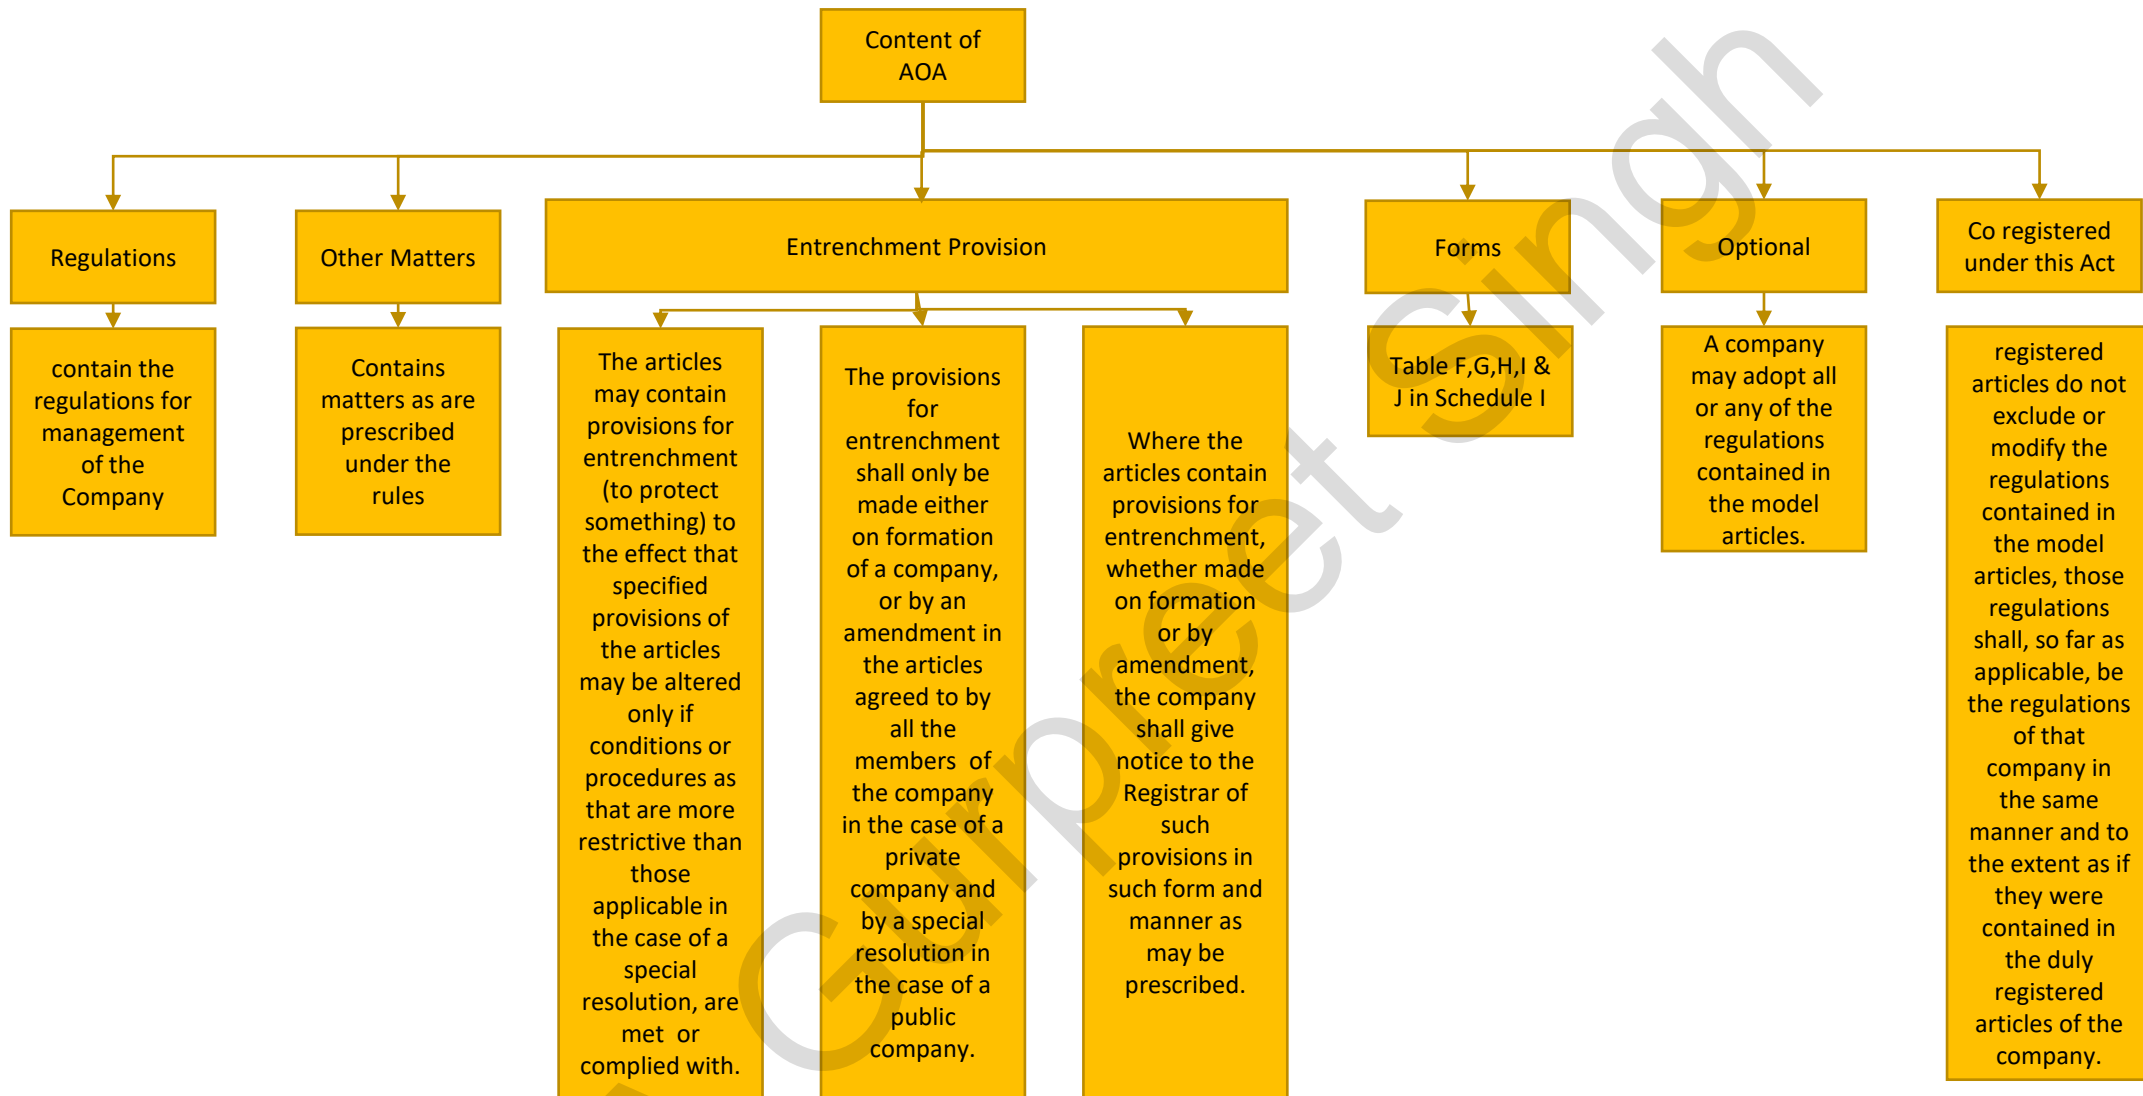 Content of
AOA
Regulations
Other Matters
Entrenchment Provision
Forms
Optional
Co registered
under this Act
contain the
regulations for
management
of the
Company
Contains
matters as are
prescribed
under the
rules
The articles
may contain
provisions for
entrenchment
(to protect
something) to
the effect that
specified
provisions of
the articles
may be altered
only if
conditions or
procedures as
that are more
restrictive than
those
applicable in
the case of a
special
resolution, are
met or
complied with.
The provisions
for
entrenchment
shall only be
made either
on formation
of a company,
or by an
amendment in
the articles
agreed to by
all the
members of
the company
in the case of a
private
company and
by a special
resolution in
the case of a
public
company.
Where the
articles contain
provisions for
entrenchment,
whether made
on formation
or by
amendment,
the company
shall give
notice to the
Registrar of
such
provisions in
such form and
manner as
may be
prescribed.
Table F,G,H,I &
J in Schedule I
A company
may adopt all
or any of the
regulations
contained in
the model
articles.
registered
articles do not
exclude or
modify the
regulations
contained in
the model
articles, those
regulations
shall, so far as
applicable, be
the regulations
of that
company in
the same
manner and to
the extent as if
they were
contained in
the duly
registered
articles of the
company.
Gurpreet Singh